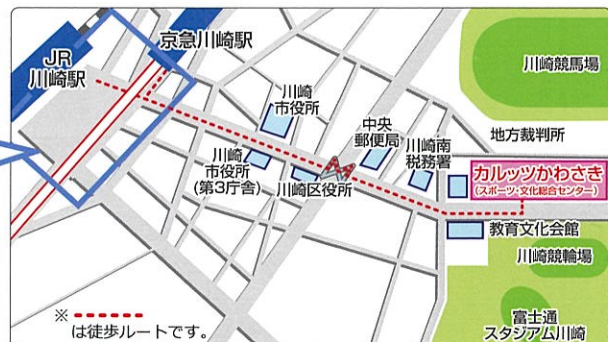 JR
川崎駅
京急川崎駅
川崎
市役所
川崎
市役所
(第3庁舎)
川崎区役所
中央
郵便局
川崎南
税務署
川崎競馬場
地方裁判所
カルッツかわさき
(スポーツ・文化総合センター)
教育文化会館
川崎競輪場
富士通
スタジアム川崎
※
は徒歩ルートです。